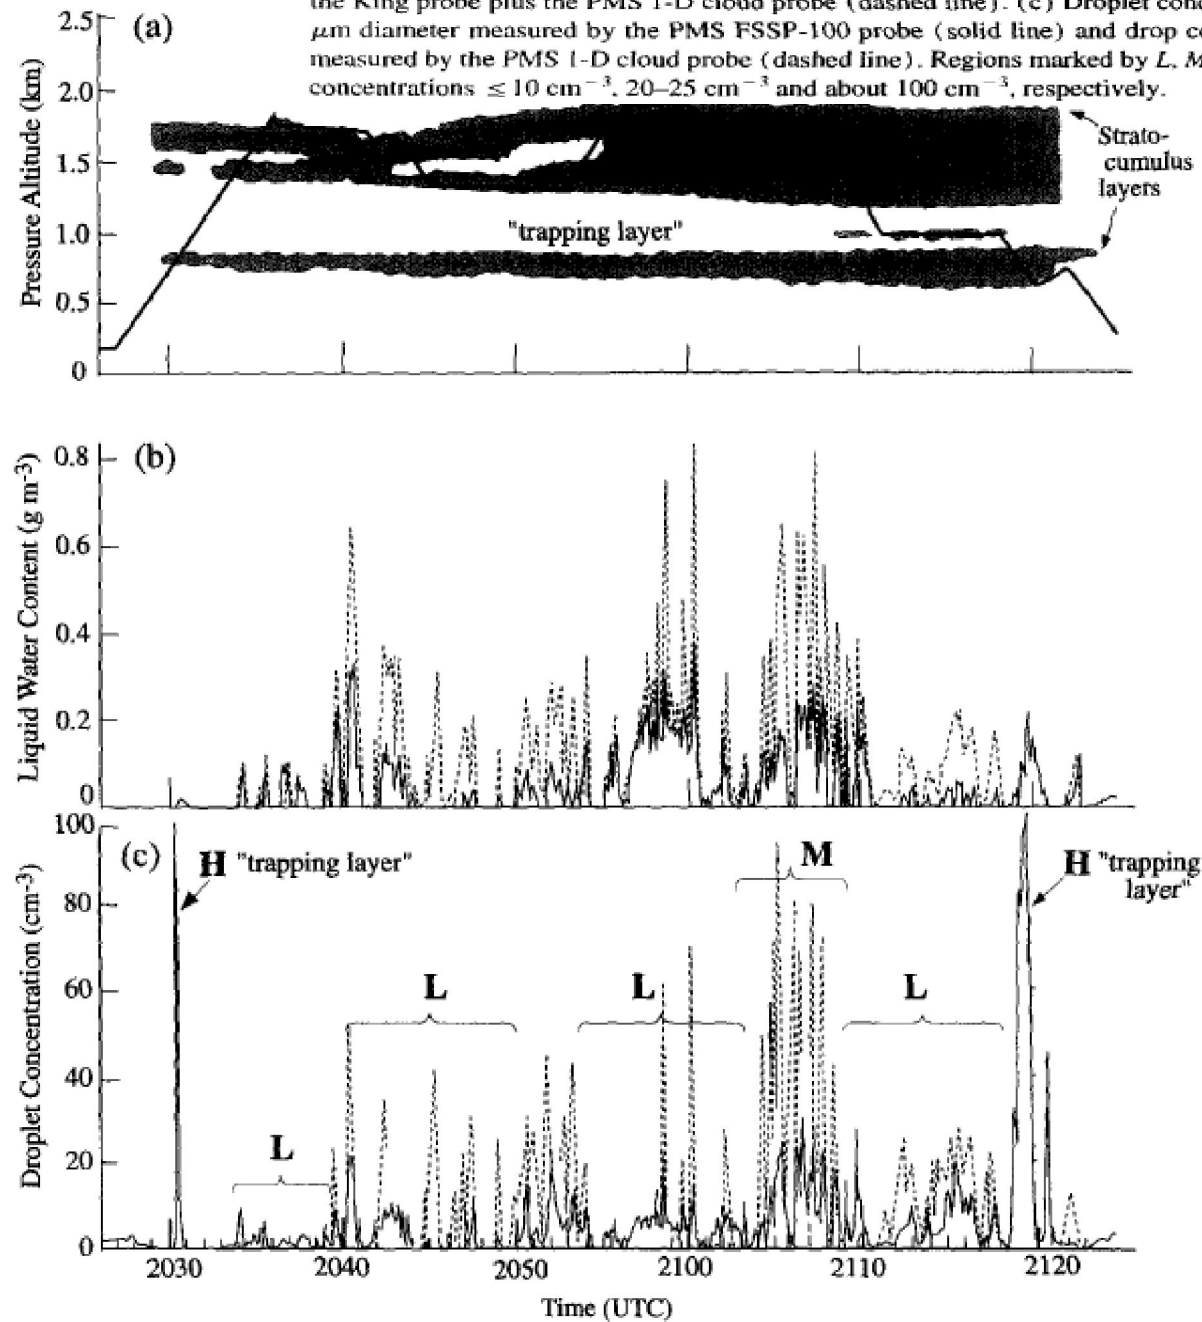 the King probe plus the PMS 1-D cloud probe (dashed line). (c) Droplet conc
μm diameter measured by the PMS FSSP-100 probe (solid line) and drop co
measured by the PMS 1-D cloud probe (dashed line). Regions marked by L, M
concentrations ≤ 10 cm⁻³, 20–25 cm⁻³ and about 100 cm⁻³, respectively.
(a)
Pressure Altitude (km)
2.5
2.0
1.5
1.0
0.5
0
Strato-
cumulus
layers
"trapping layer"
(b)
Liquid Water Content (g m⁻³)
0.8
0.6
0.4
0.2
0
(c)
Droplet Concentration (cm⁻³)
100
80
60
40
20
0
H "trapping layer"
M
H "trapping
layer"
L
L
L
L
2030
2040
2050
2100
2110
2120
Time (UTC)